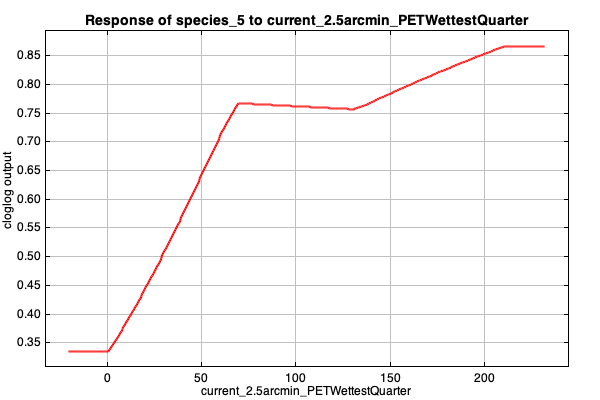 Response of species_5 to current_2.5arcmin_PETWettestQuarter
cloglog output
0.85
0.80
0.75
0.70
0.65
0.60
0.55
0.50
0.45
0.40
0.35
0 50 100 150 200
current_2.5arcmin_PETWettestQuarter